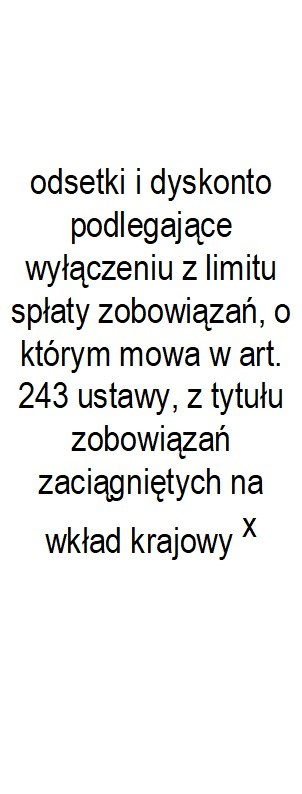 odsetki i dyskonto
podlegające
wyłączeniu z limitu
spłaty zobowiązań, o
którym mowa w art.
243 ustawy, z tytułu
zobowiązań
zaciągniętych na
wkład krajowy x